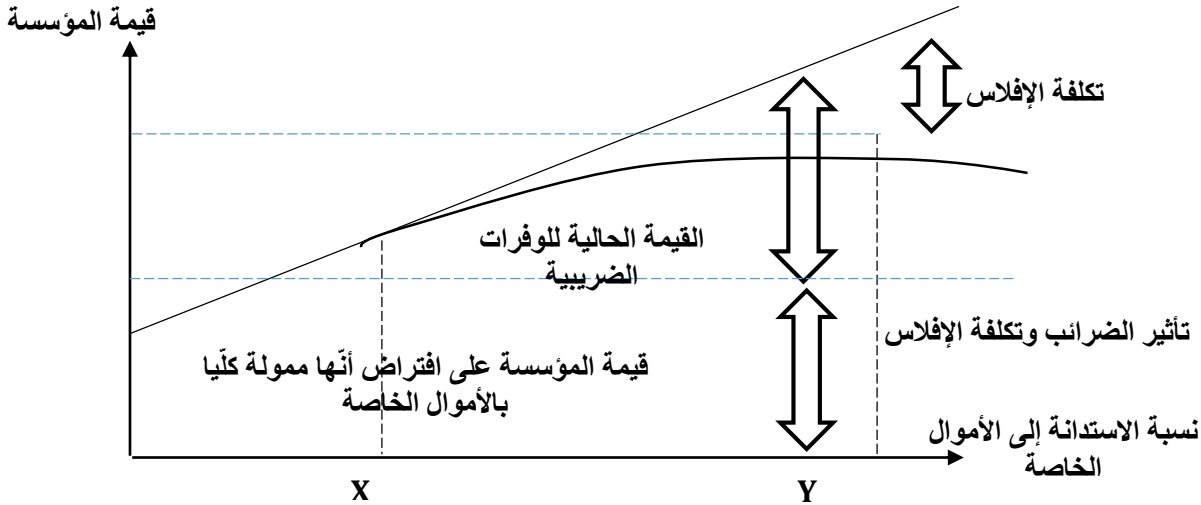 قيمة المؤسسة
تكلفة الإفلاس
القيمة الحالية للوفرات
الضريبية
تأثير الضرائب وتكلفة الإفلاس
قيمة المؤسسة على افتراض أنّها ممولة كلّيا
بالأموال الخاصة
نسبة الاستدانة إلى الأموال
الخاصة
X
Y